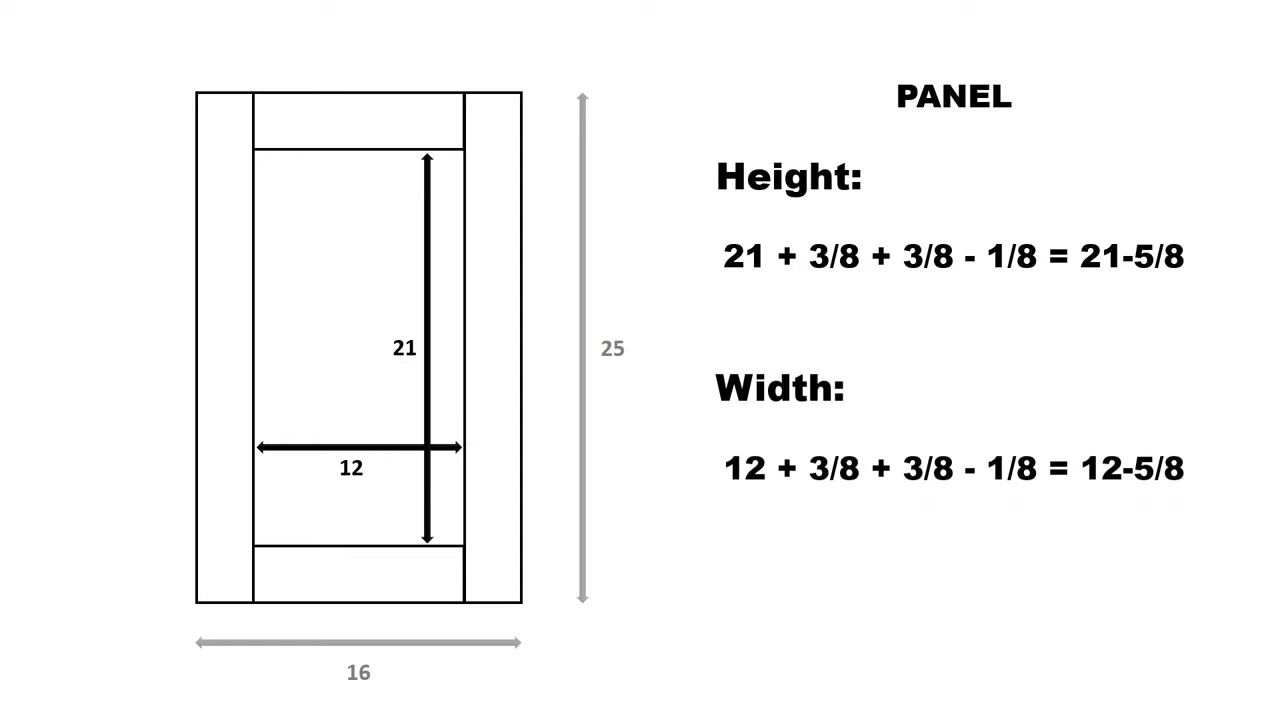 PANEL
Height:
21 + 3/8 + 3/8 - 1/8 = 21-5/8
21
25
Width:
12
12 + 3/8 + 3/8 - 1/8 = 12-5/8
16